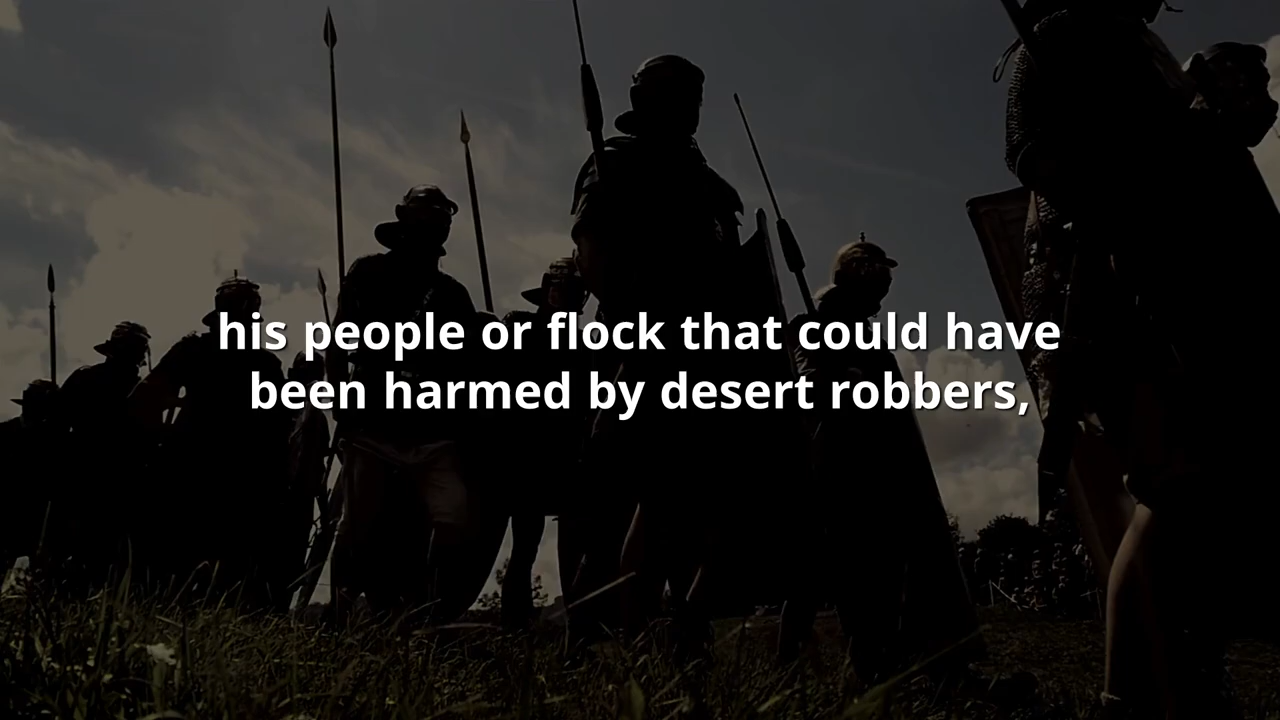 his people or flock that could have
been harmed by desert robbers,